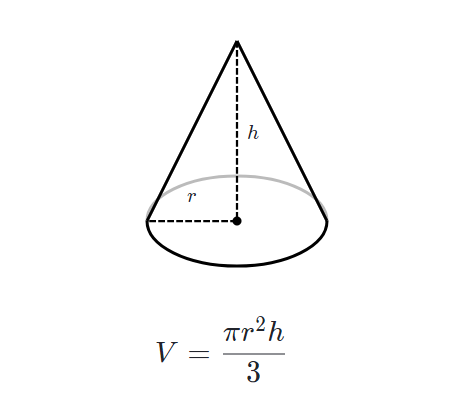 h
r
V = πr²h / 3